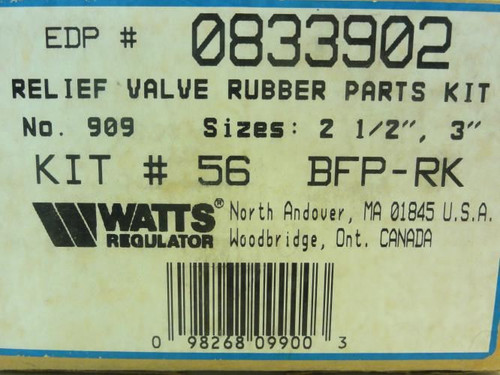 EDP # 0833902
RELIEF VALVE RUBBER PARTS KIT
No. 909 Sizes: 2 1/2", 3"
KIT # 56 BFP-RK
WATTS® North Andover, MA 01845 U.S.A.
REGULATOR Woodbridge, Ont. CANADA
0 98268 09900 3